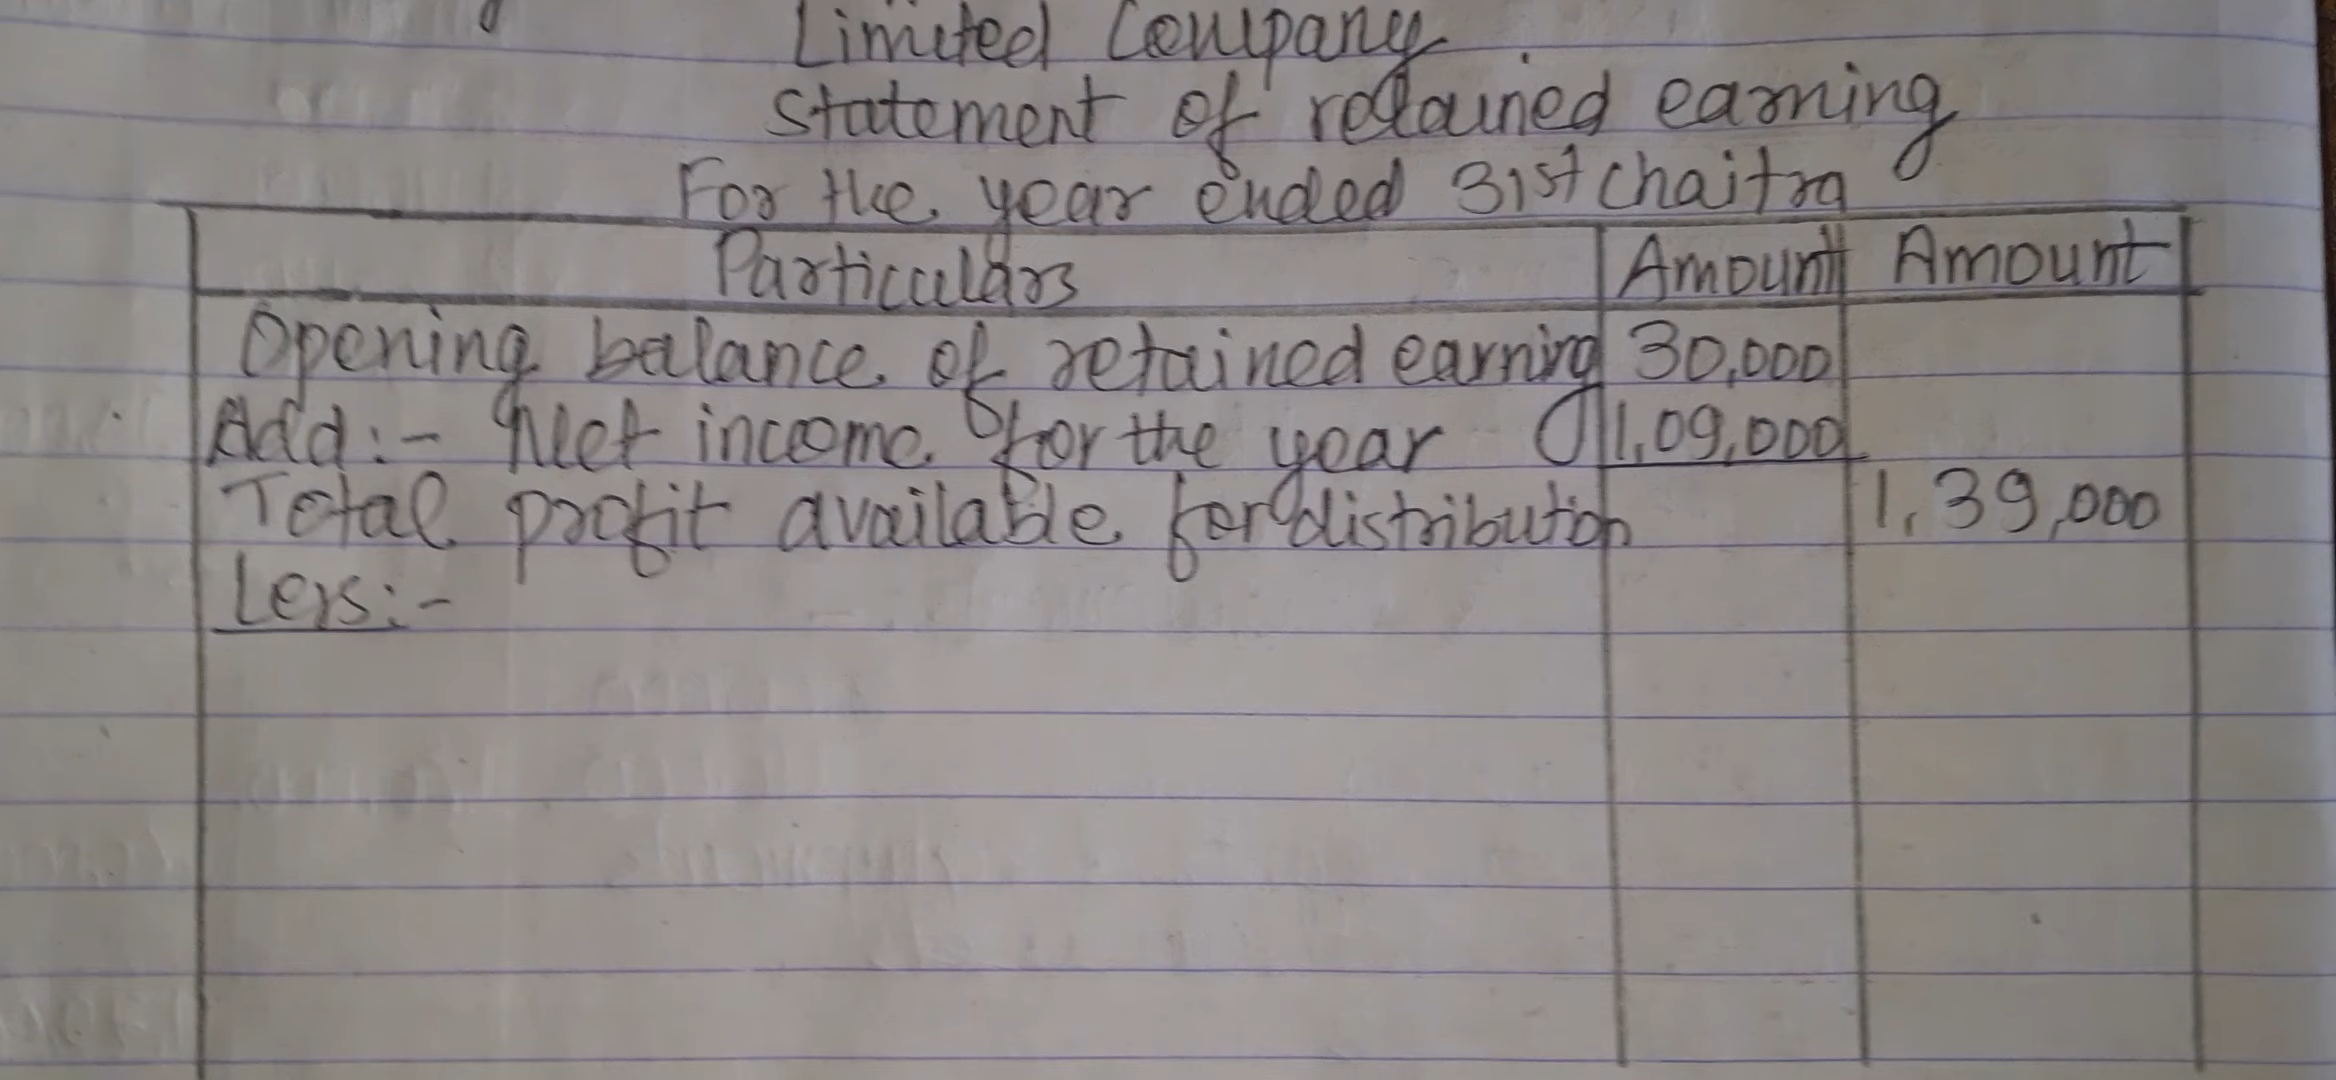 Limited Company
Statement of retained earning
For the year ended 31st chaitra
Particulars Amount Amount
Opening balance of retained earning 30,000
Add:- Net income for the year 1,09,000
Total profit available for distribution 1,39,000
Less:-